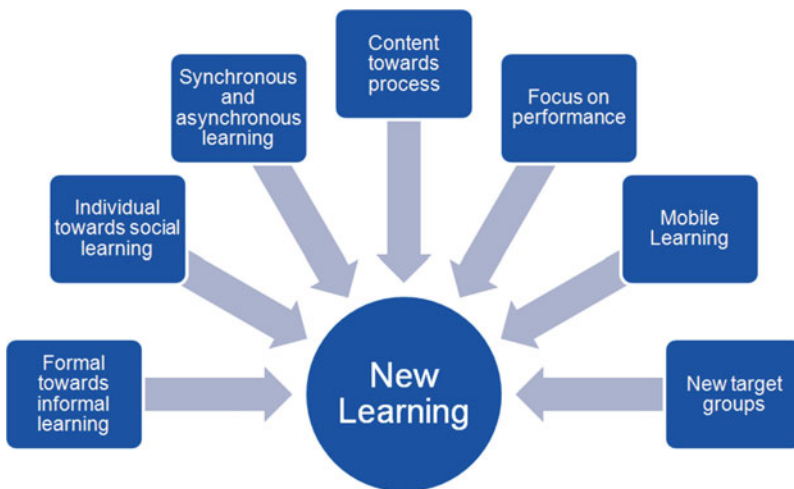 Content
towards
process
Synchronous
and
asynchronous
learning
Focus on
performance
Individual
towards social
learning
Mobile
Learning
Formal
towards
informal
learning
New
Learning
New target
groups